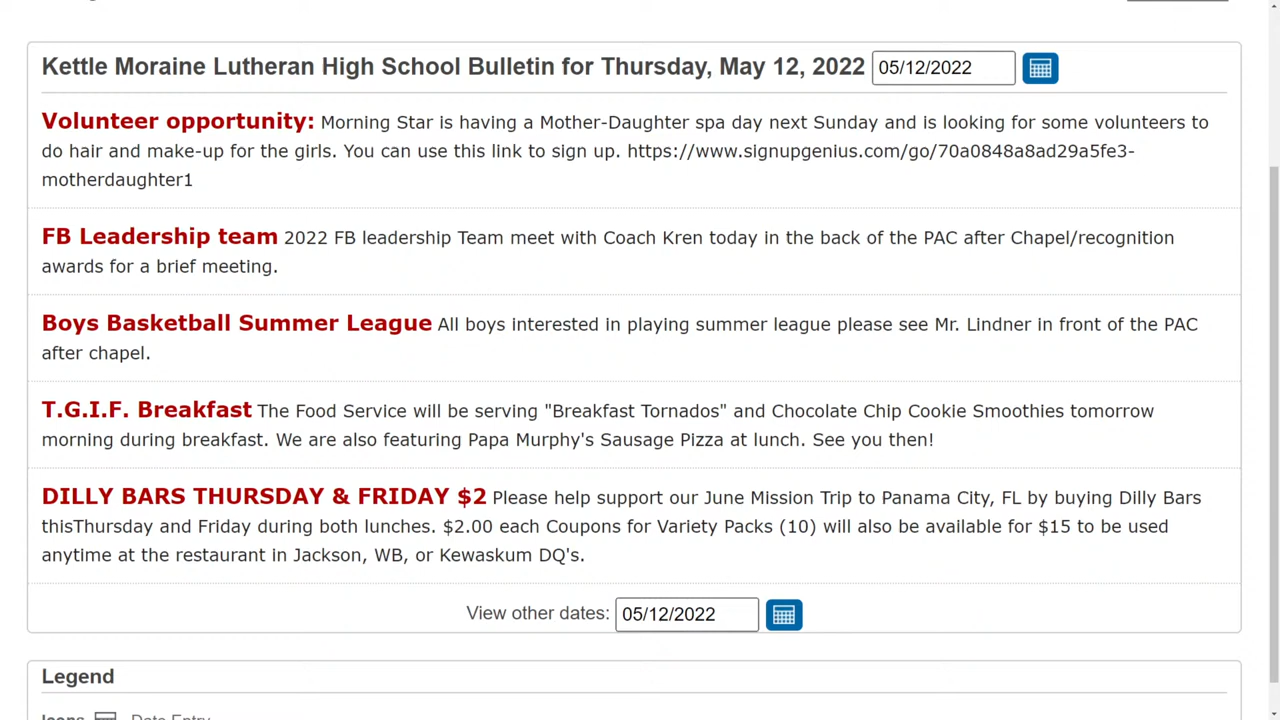 Kettle Moraine Lutheran High School Bulletin for Thursday, May 12, 2022 05/12/2022
Volunteer opportunity: Morning Star is having a Mother-Daughter spa day next Sunday and is looking for some volunteers to
do hair and make-up for the girls. You can use this link to sign up. https://www.signupgenius.com/go/70a0848a8ad29a5fe3-
motherdaughter1
FB Leadership team 2022 FB leadership Team meet with Coach Kren today in the back of the PAC after Chapel/recognition
awards for a brief meeting.
Boys Basketball Summer League All boys interested in playing summer league please see Mr. Lindner in front of the PAC
after chapel.
T.G.I.F. Breakfast The Food Service will be serving "Breakfast Tornados" and Chocolate Chip Cookie Smoothies tomorrow
morning during breakfast. We are also featuring Papa Murphy's Sausage Pizza at lunch. See you then!
DILLY BARS THURSDAY & FRIDAY $2 Please help support our June Mission Trip to Panama City, FL by buying Dilly Bars
thisThursday and Friday during both lunches. $2.00 each Coupons for Variety Packs (10) will also be available for $15 to be used
anytime at the restaurant in Jackson, WB, or Kewaskum DQ's.
View other dates: 05/12/2022
Legend
Icons - Date Entry